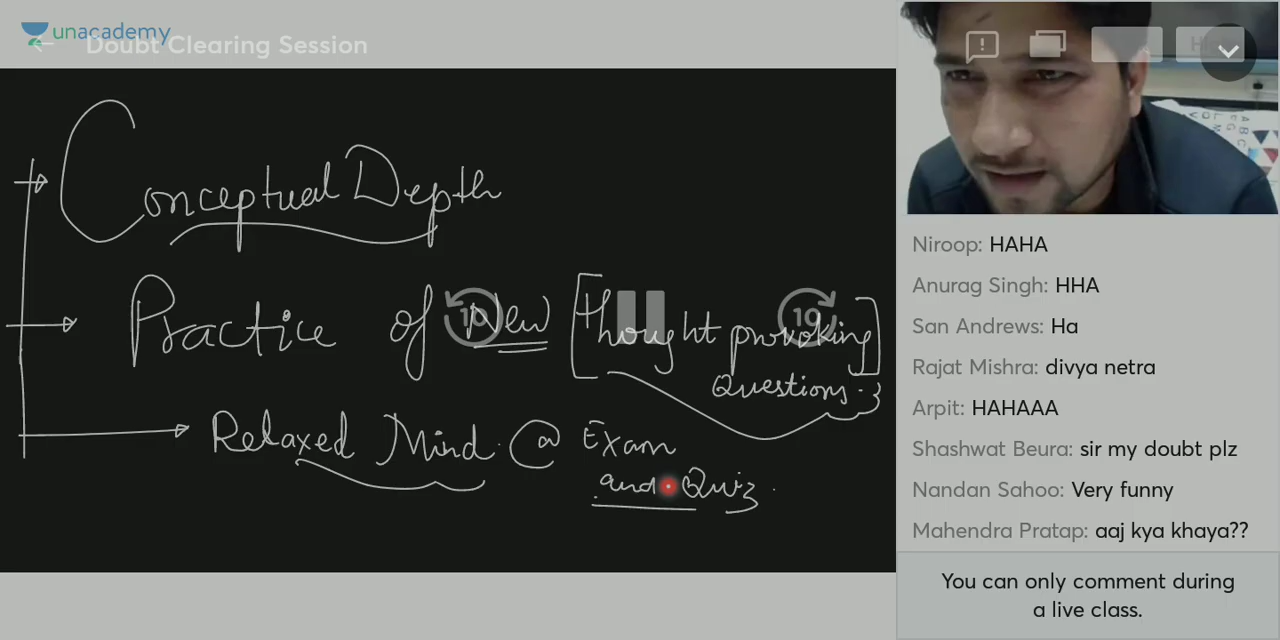 unacademy
Doubt Clearing Session
Conceptual Depth
Practice of New [Thought provoking]
Questions.
Relaxed Mind. @ Exam
and Quiz.
10
10
Niroop: HAHA
Anurag Singh: HHA
San Andrews: Ha
Rajat Mishra: divya netra
Arpit: HAHAAA
Shashwat Beura: sir my doubt plz
Nandan Sahoo: Very funny
Mahendra Pratap: aaj kya khaya??
You can only comment during
a live class.